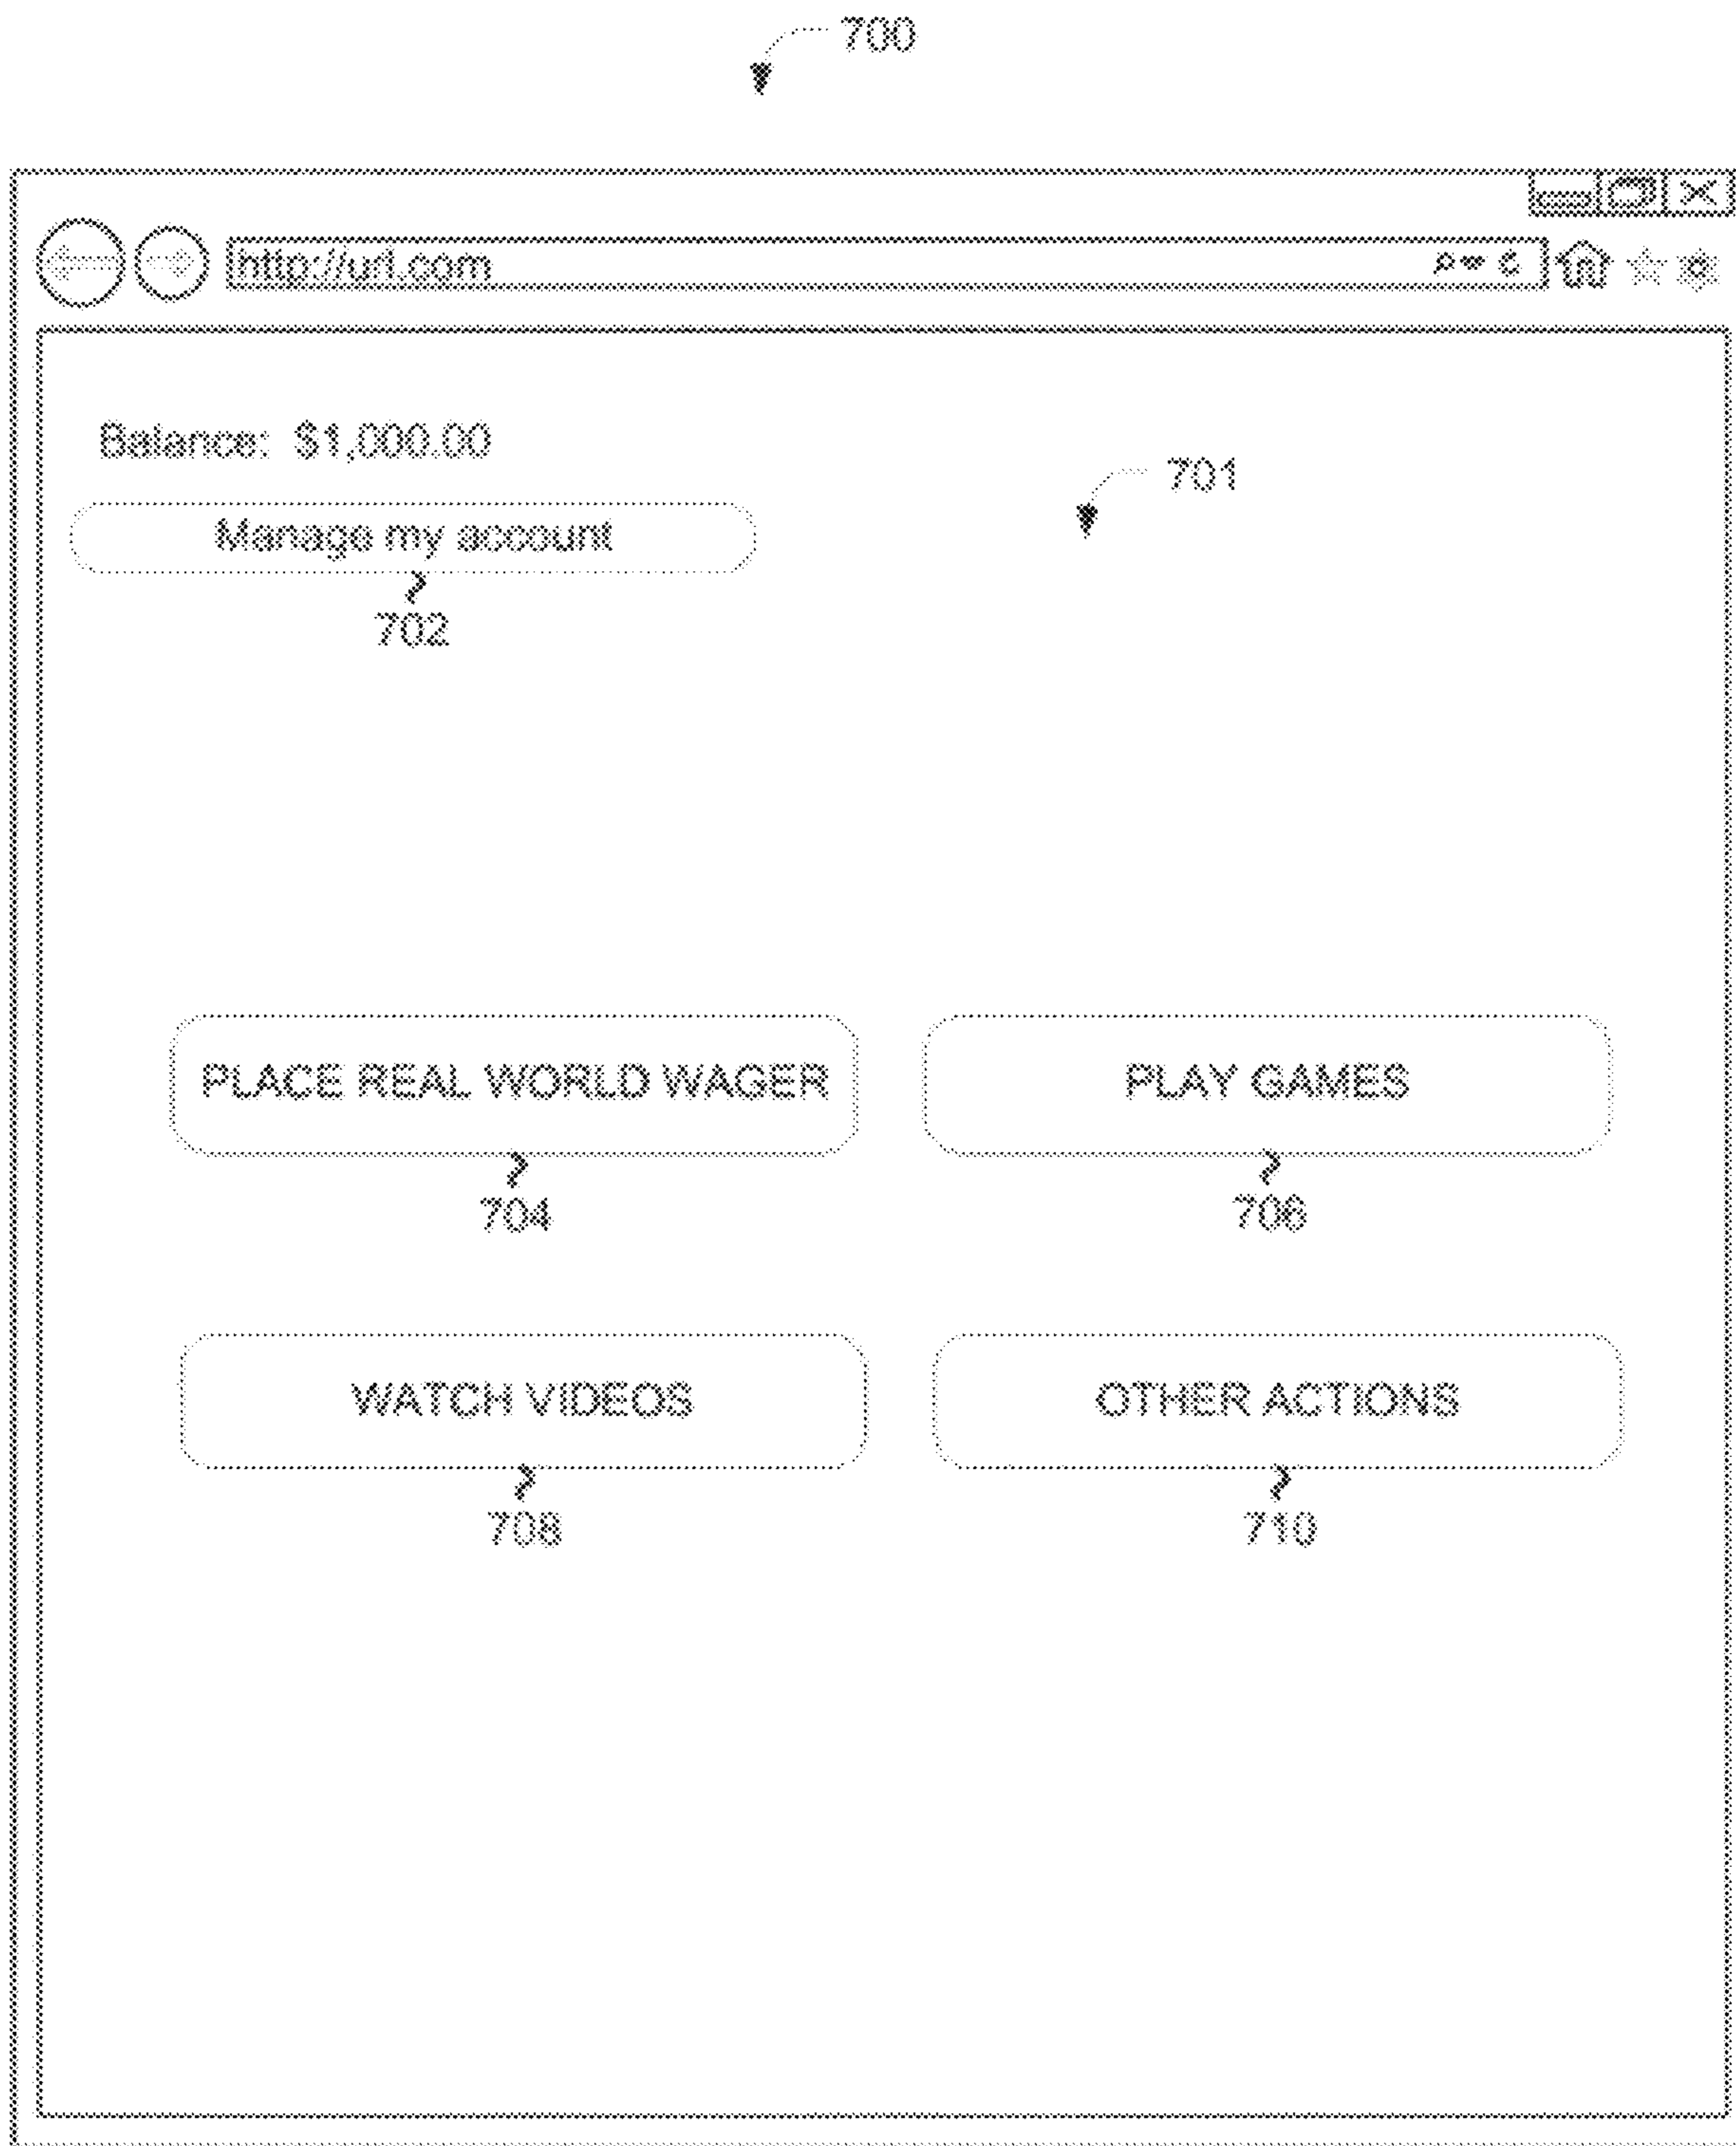 700
http://url.com
Balance: $1,000.00
701
Manage my account
702
PLACE REAL WORLD WAGER
PLAY GAMES
704
706
WATCH VIDEOS
OTHER ACTIONS
708
710